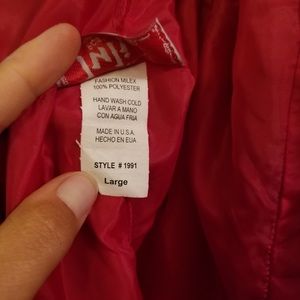 FASHION MILEX
100% POLYESTER
HAND WASH COLD
LAVAR A MANO
CON AGUA FRIA
MADE IN U.S.A.
HECHO EN EUA
STYLE # 1991
Large